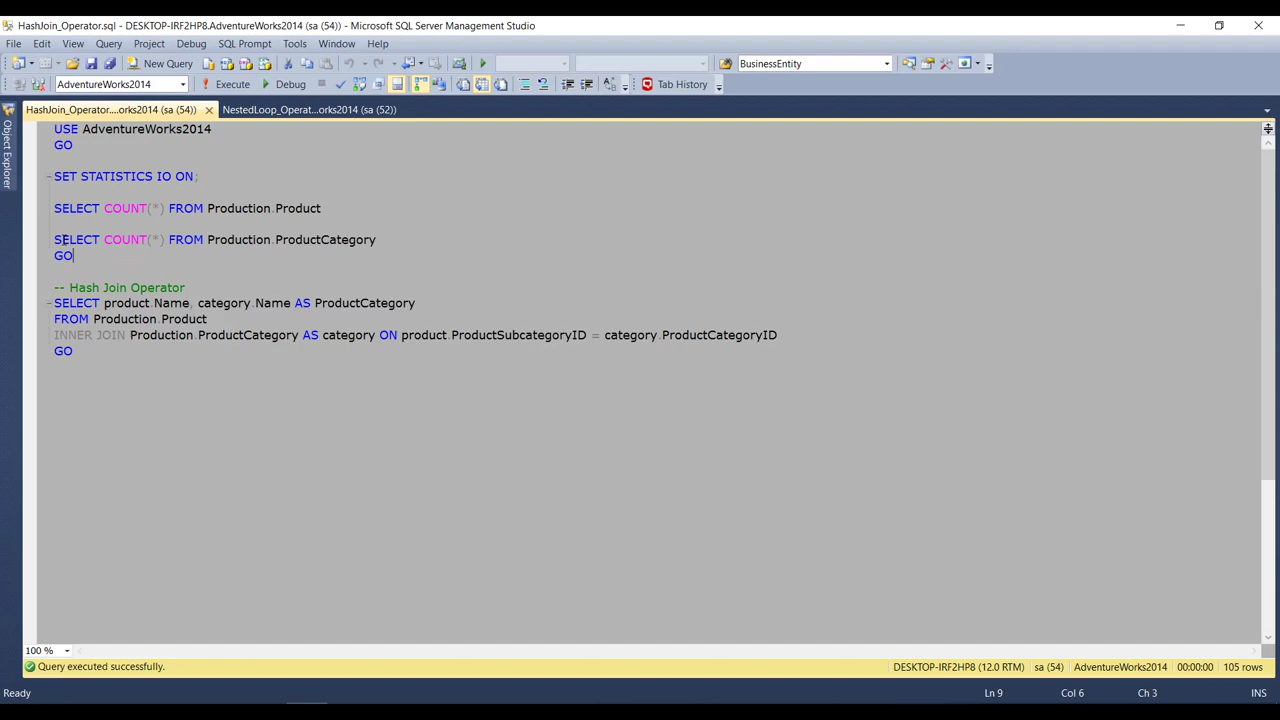 HashJoin_Operator.sql - DESKTOP-IRF2HP8.AdventureWorks2014 (sa (54)) - Microsoft SQL Server Management Studio
File Edit View Query Project Debug SQL Prompt Tools Window Help
New Query BusinessEntity
AdventureWorks2014 Execute Debug Tab History
HashJoin_Operator....orks2014 (sa (54)) NestedLoop_Operat...orks2014 (sa (52))
Object Explorer
USE AdventureWorks2014
GO
SET STATISTICS IO ON;
SELECT COUNT(*) FROM Production.Product
SELECT COUNT(*) FROM Production.ProductCategory
GO
-- Hash Join Operator
SELECT product.Name, category.Name AS ProductCategory
FROM Production.Product
INNER JOIN Production.ProductCategory AS category ON product.ProductSubcategoryID = category.ProductCategoryID
GO
100 %
Query executed successfully. DESKTOP-IRF2HP8 (12.0 RTM) sa (54) AdventureWorks2014 00:00:00 105 rows
Ready Ln 9 Col 6 Ch 3 INS